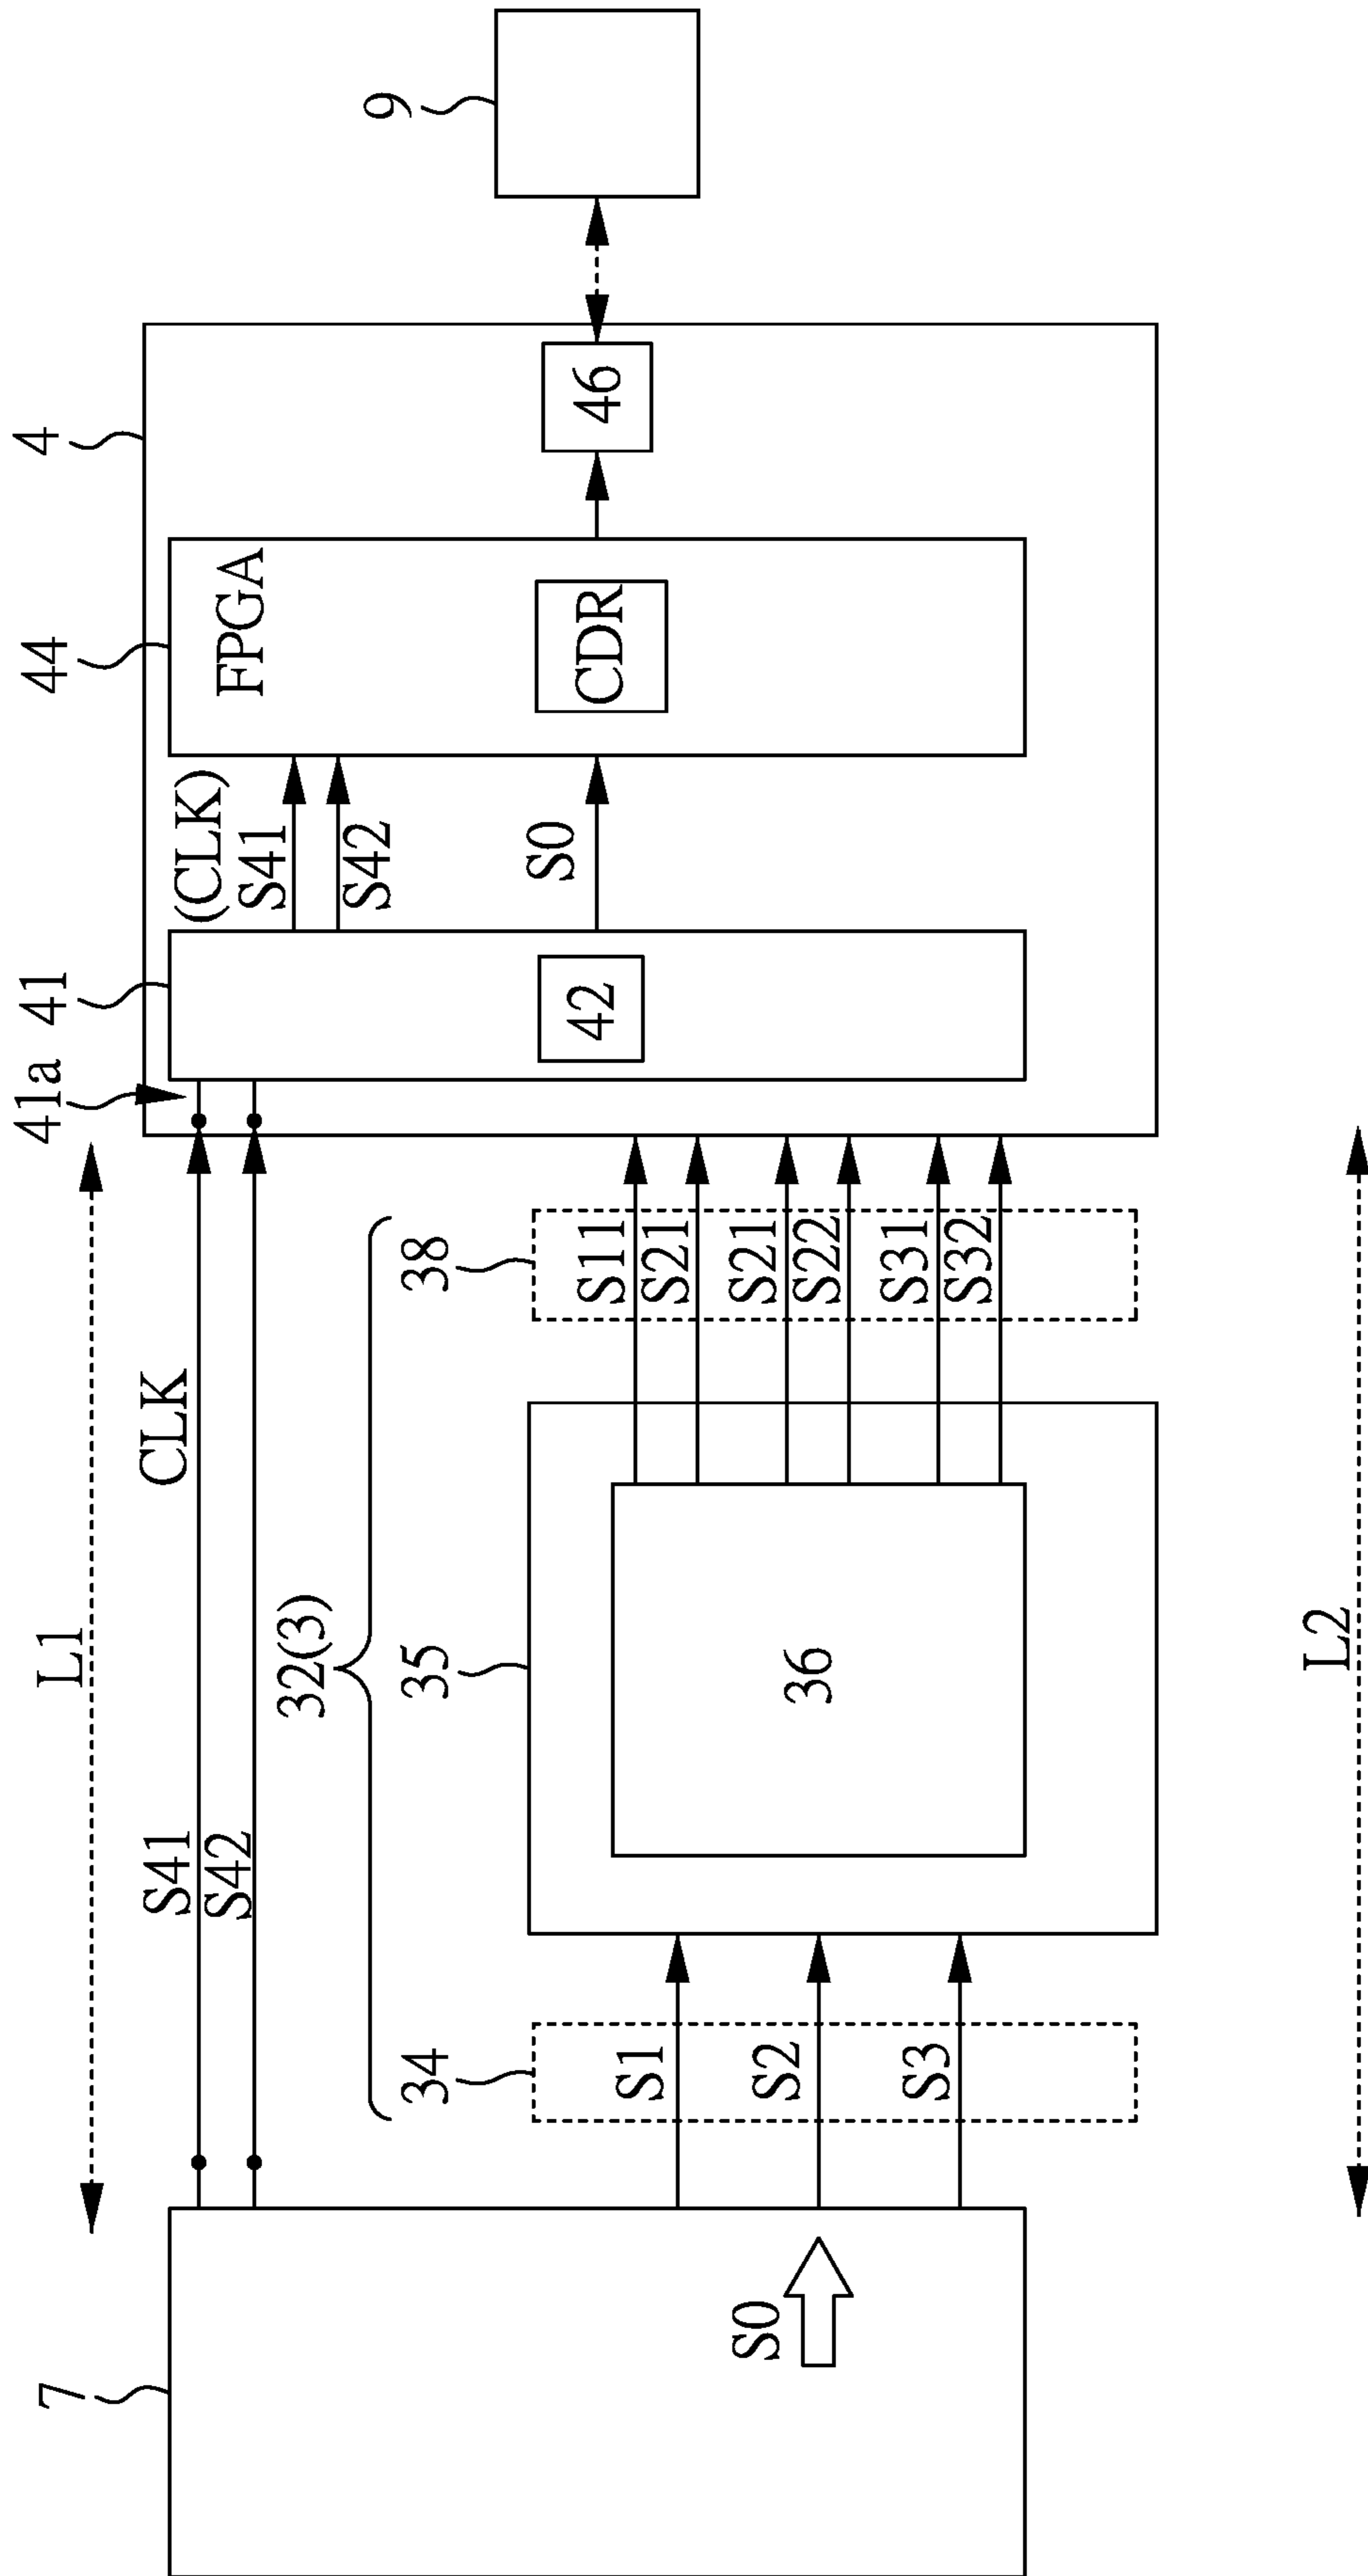 L1
7
S41
S42
CLK
41a
41
(CLK)
S41
S42
44
FPGA
4
9
32(3)
34
35
38
S0
S1
S2
S3
36
S11
S21
S21
S22
S31
S32
42
S0
CDR
46
L2